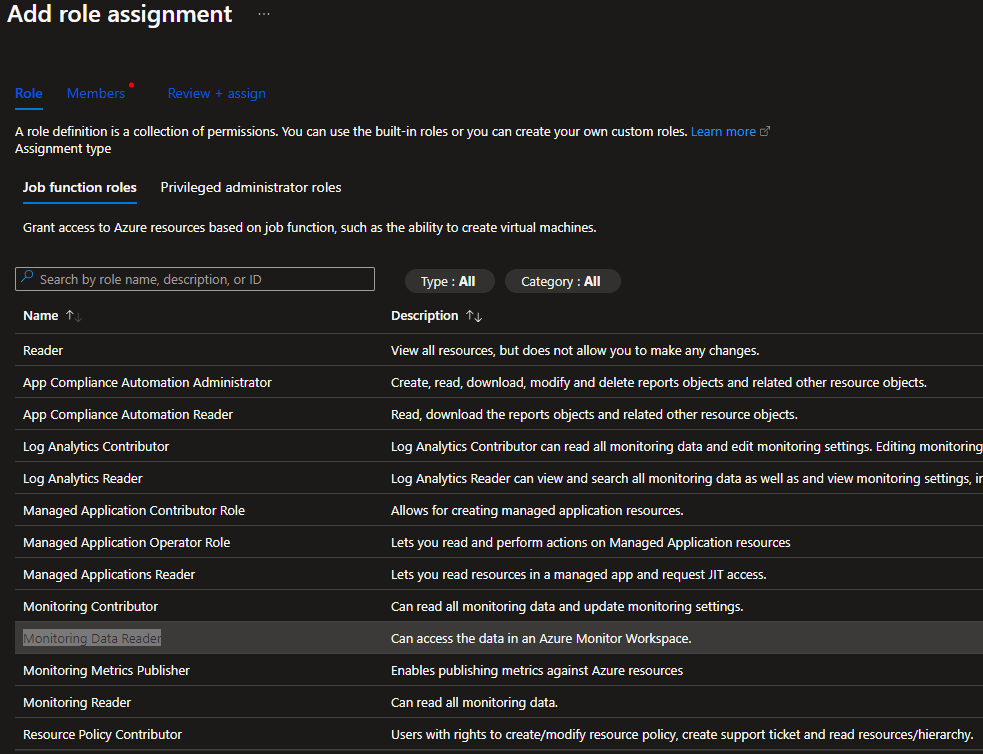 Add role assignment ...
Role Members Review + assign
A role definition is a collection of permissions. You can use the built-in roles or you can create your own custom roles. Learn more
Assignment type
Job function roles Privileged administrator roles
Grant access to Azure resources based on job function, such as the ability to create virtual machines.
Search by role name, description, or ID Type : All Category : All
Name ↑↓ Description ↑↓
Reader View all resources, but does not allow you to make any changes.
App Compliance Automation Administrator Create, read, download, modify and delete reports objects and related other resource objects.
App Compliance Automation Reader Read, download the reports objects and related other resource objects.
Log Analytics Contributor Log Analytics Contributor can read all monitoring data and edit monitoring settings. Editing monitoring
Log Analytics Reader Log Analytics Reader can view and search all monitoring data as well as and view monitoring settings, in
Managed Application Contributor Role Allows for creating managed application resources.
Managed Application Operator Role Lets you read and perform actions on Managed Application resources
Managed Applications Reader Lets you read resources in a managed app and request JIT access.
Monitoring Contributor Can read all monitoring data and update monitoring settings.
Monitoring Data Reader Can access the data in an Azure Monitor Workspace.
Monitoring Metrics Publisher Enables publishing metrics against Azure resources
Monitoring Reader Can read all monitoring data.
Resource Policy Contributor Users with rights to create/modify resource policy, create support ticket and read resources/hierarchy.